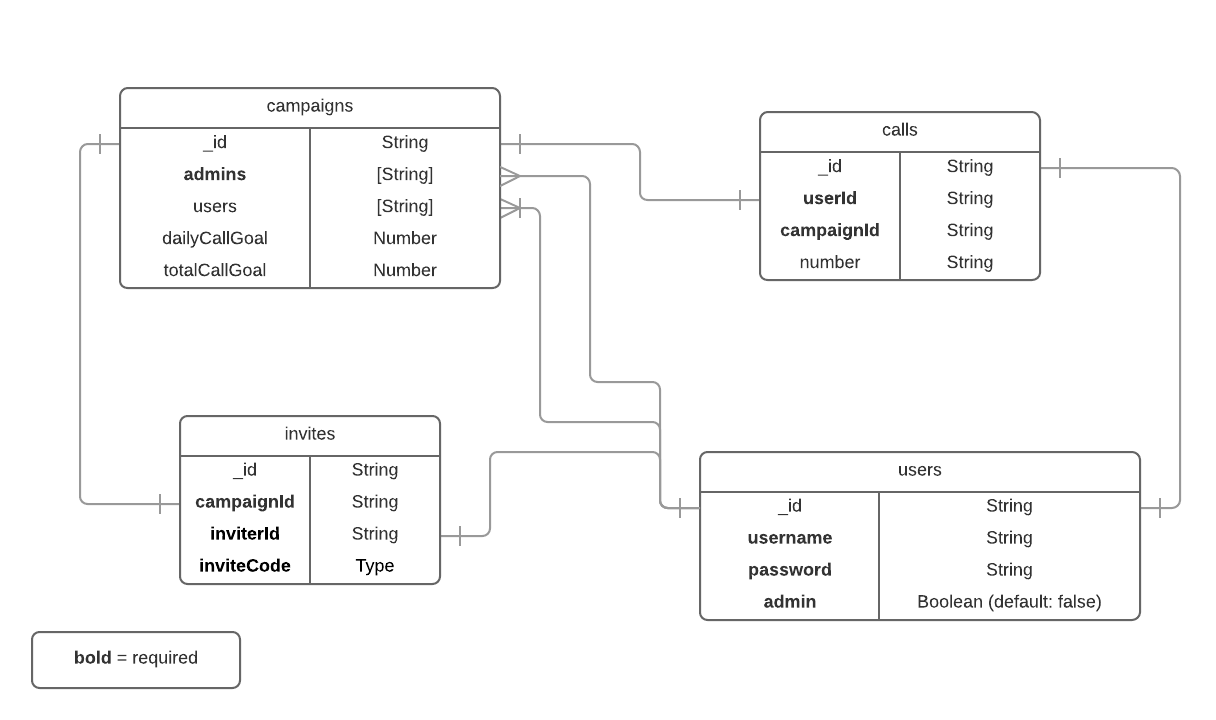 campaigns
_id String
admins [String]
users [String]
dailyCallGoal Number
totalCallGoal Number
calls
_id String
userId String
campaignId String
number String
invites
_id String
campaignId String
inviterId String
inviteCode Type
users
_id String
username String
password String
admin Boolean (default: false)
bold = required